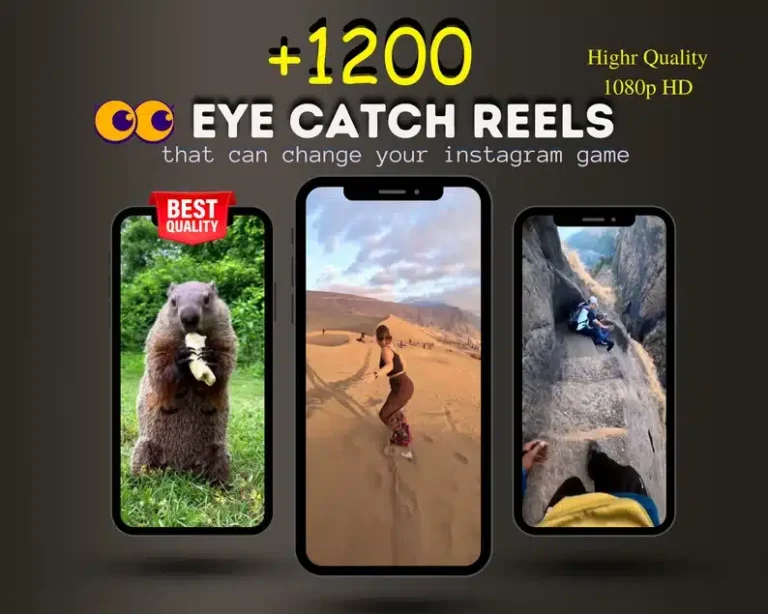 +1200
Highr Quality
1080p HD
EYE CATCH REELS
that can change your instagram game
BEST
QUALITY